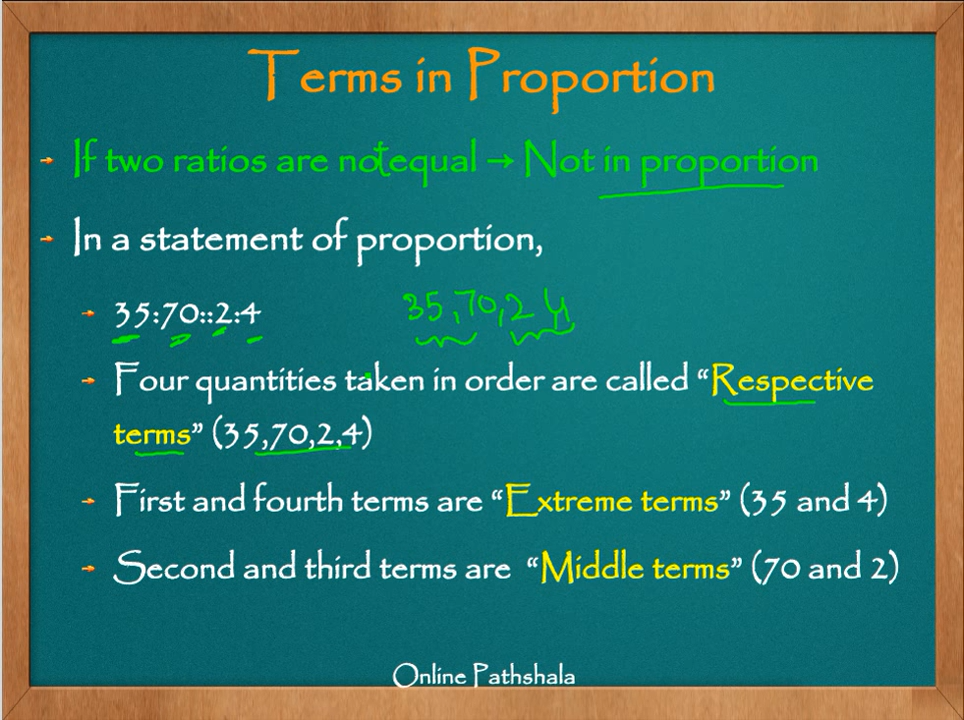 Terms in Proportion
→ If two ratios are not equal → Not in proportion
→ In a statement of proportion,
→ 35:70::2:4 35,70,2 4
→ Four quantities taken in order are called “Respective
terms” (35,70,2,4)
→ First and fourth terms are “Extreme terms” (35 and 4)
→ Second and third terms are “Middle terms” (70 and 2)
Online Pathshala